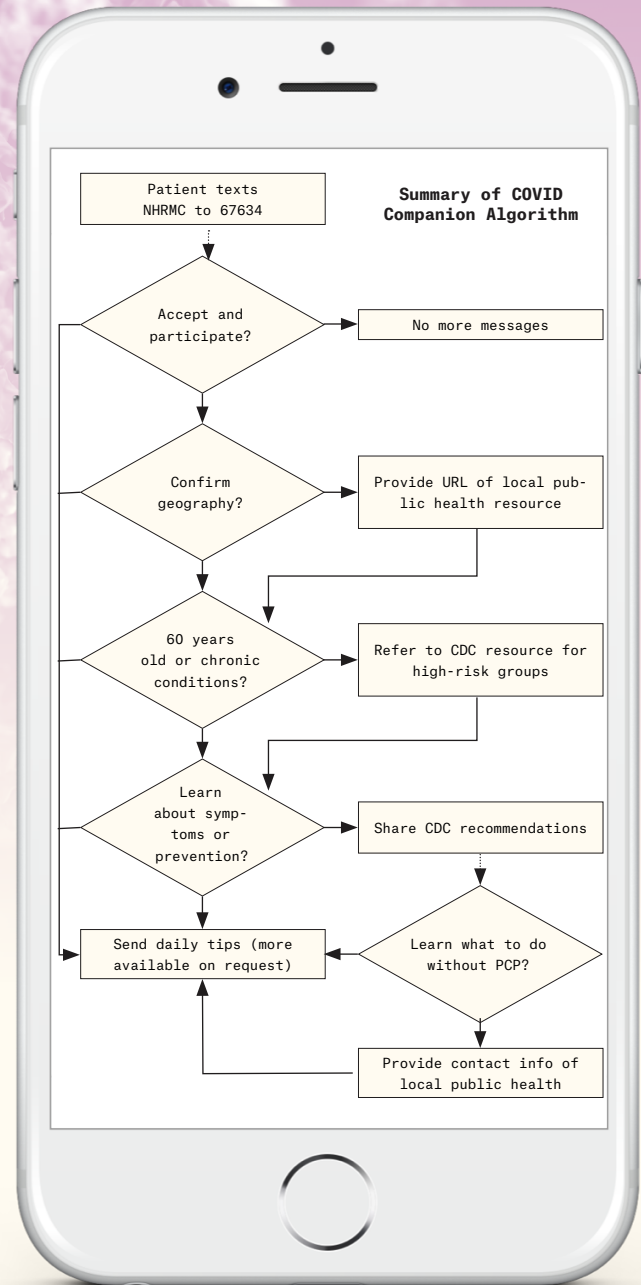 Patient texts
NHRMC to 67634
Summary of COVID
Companion Algorithm
Accept and
participate?
No more messages
Confirm
geography?
Provide URL of local pub-
lic health resource
60 years
old or chronic
conditions?
Refer to CDC resource for
high-risk groups
Learn
about symp-
toms or
prevention?
Share CDC recommendations
Send daily tips (more
available on request)
Learn what to do
without PCP?
Provide contact info of
local public health